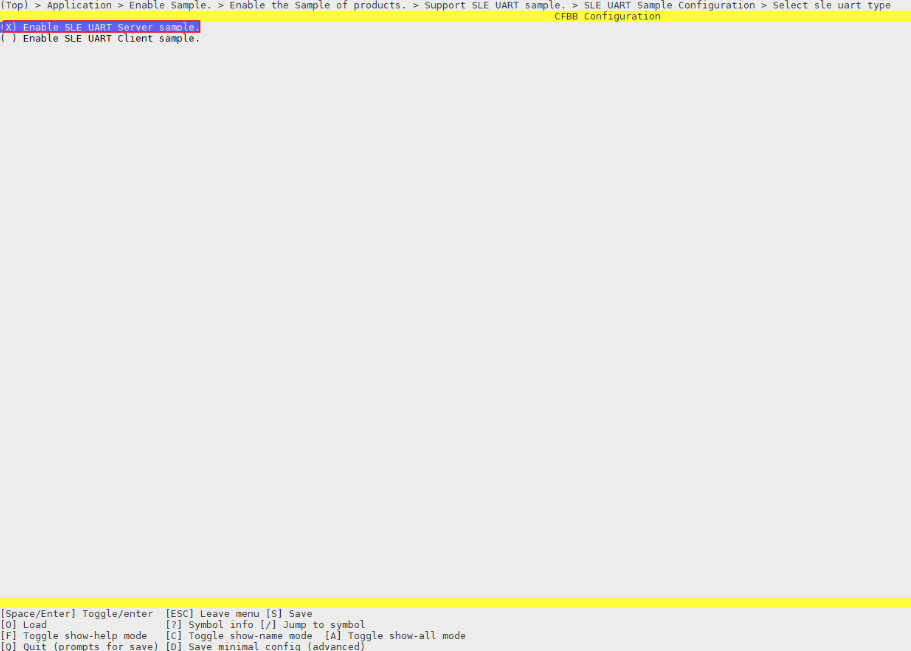 (Top) > Application > Enable Sample. > Enable the Sample of products. > Support SLE UART sample. > SLE UART Sample Configuration > Select sle uart type
CFBB Configuration
(X) Enable SLE UART Server sample.
( ) Enable SLE UART Client sample.
[Space/Enter] Toggle/enter  [ESC] Leave menu [S] Save
[O] Load                    [?] Symbol info [/] Jump to symbol
[F] Toggle show-help mode   [C] Toggle show-name mode  [A] Toggle show-all mode
[Q] Quit (prompts for save) [D] Save minimal config (advanced)